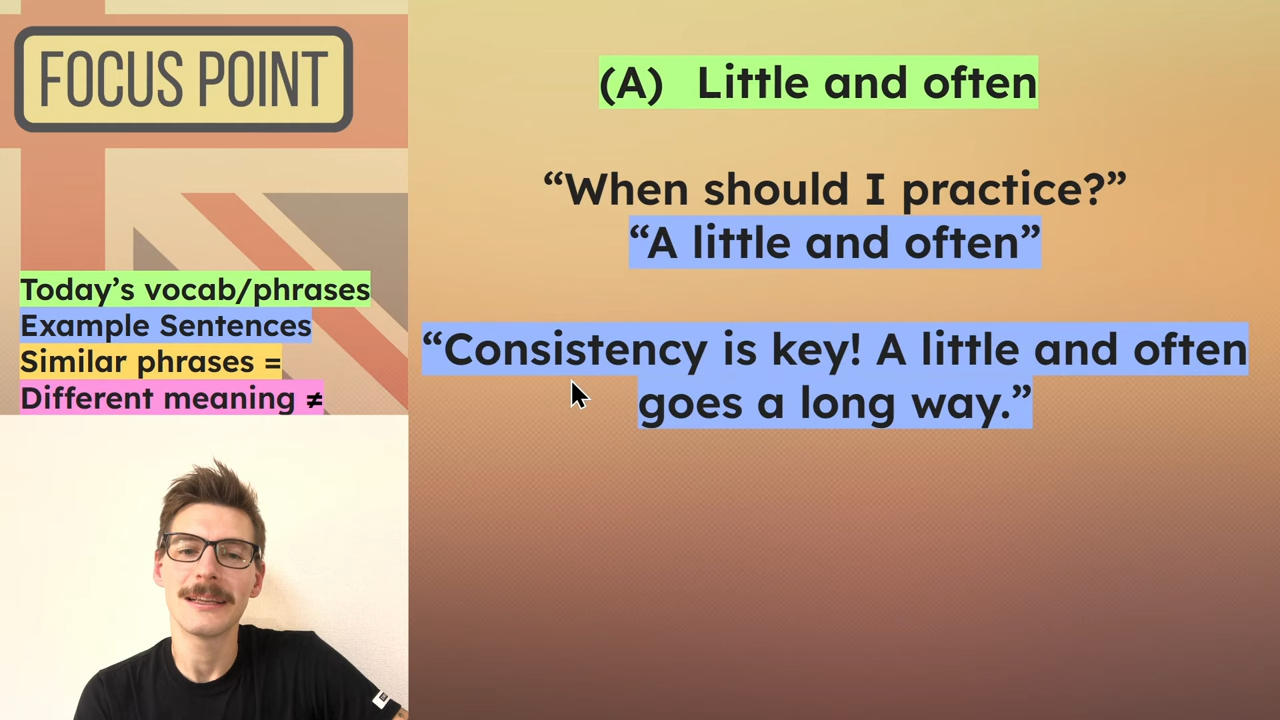 FOCUS POINT
Today's vocab/phrases
Example Sentences
Similar phrases =
Different meaning ≠
(A) Little and often
“When should I practice?”
“A little and often”
“Consistency is key! A little and often
goes a long way.”